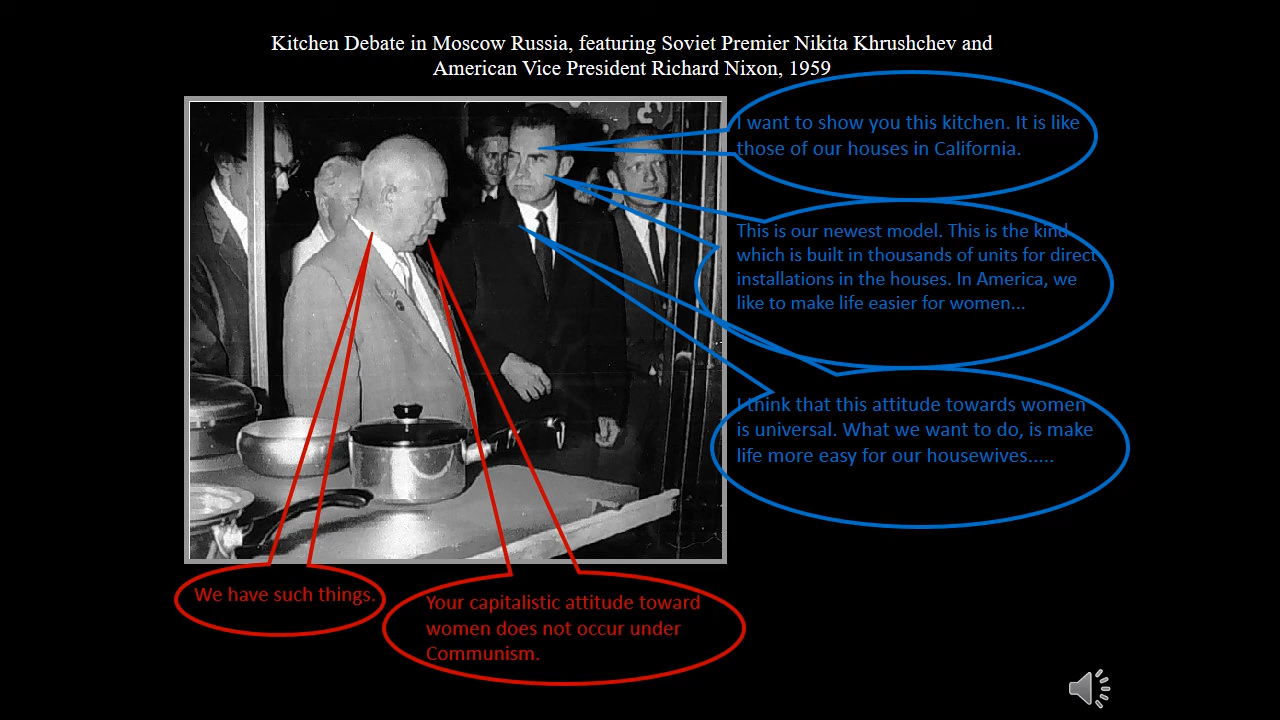 Kitchen Debate in Moscow Russia, featuring Soviet Premier Nikita Khrushchev and
American Vice President Richard Nixon, 1959
I want to show you this kitchen. It is like
those of our houses in California.
This is our newest model. This is the kind
which is built in thousands of units for direct
installations in the houses. In America, we
like to make life easier for women...
I think that this attitude towards women
is universal. What we want to do, is make
life more easy for our housewives.....
We have such things.
Your capitalistic attitude toward
women does not occur under
Communism.